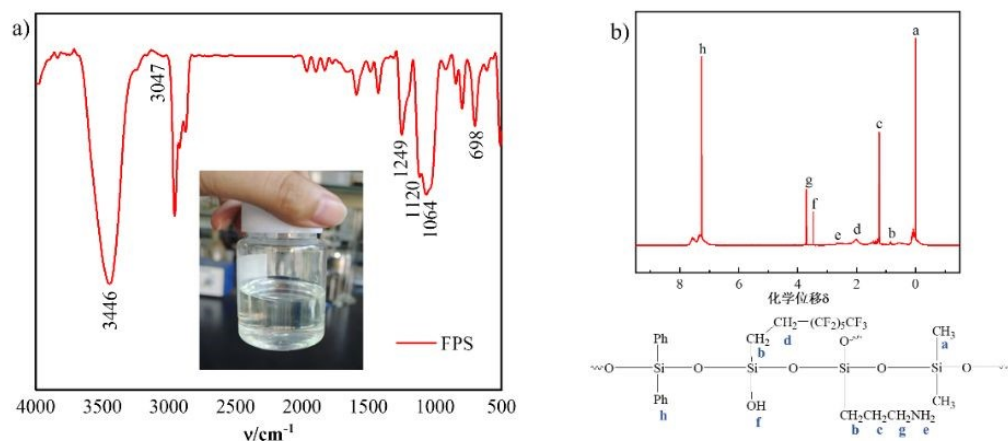 a)
3446
3047
1249
1120
1064
698
FPS
4000
3500
3000
2500
2000
1500
1000
500
ν/cm⁻¹
b)
h
g
f
e
d
c
b
a
8
6
4
2
0
化学位移δ
CH₂—(CF₂)₅CF₃
Ph
CH₂
d
O
CH₃
b
a
O
Si
O
Si
O
Si
O
Si
O
Ph
OH
CH₃
h
f
CH₂CH₂CH₂NH₂
b
c
g
e